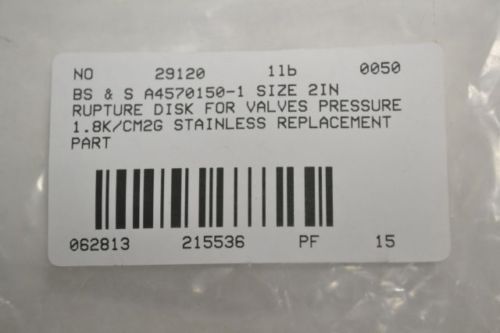 NO 29120 1lb 0050
BS & S A4570150-1 SIZE 2IN
RUPTURE DISK FOR VALVES PRESSURE
1.8K/CM2G STAINLESS REPLACEMENT
PART
062813 215536 PF 15